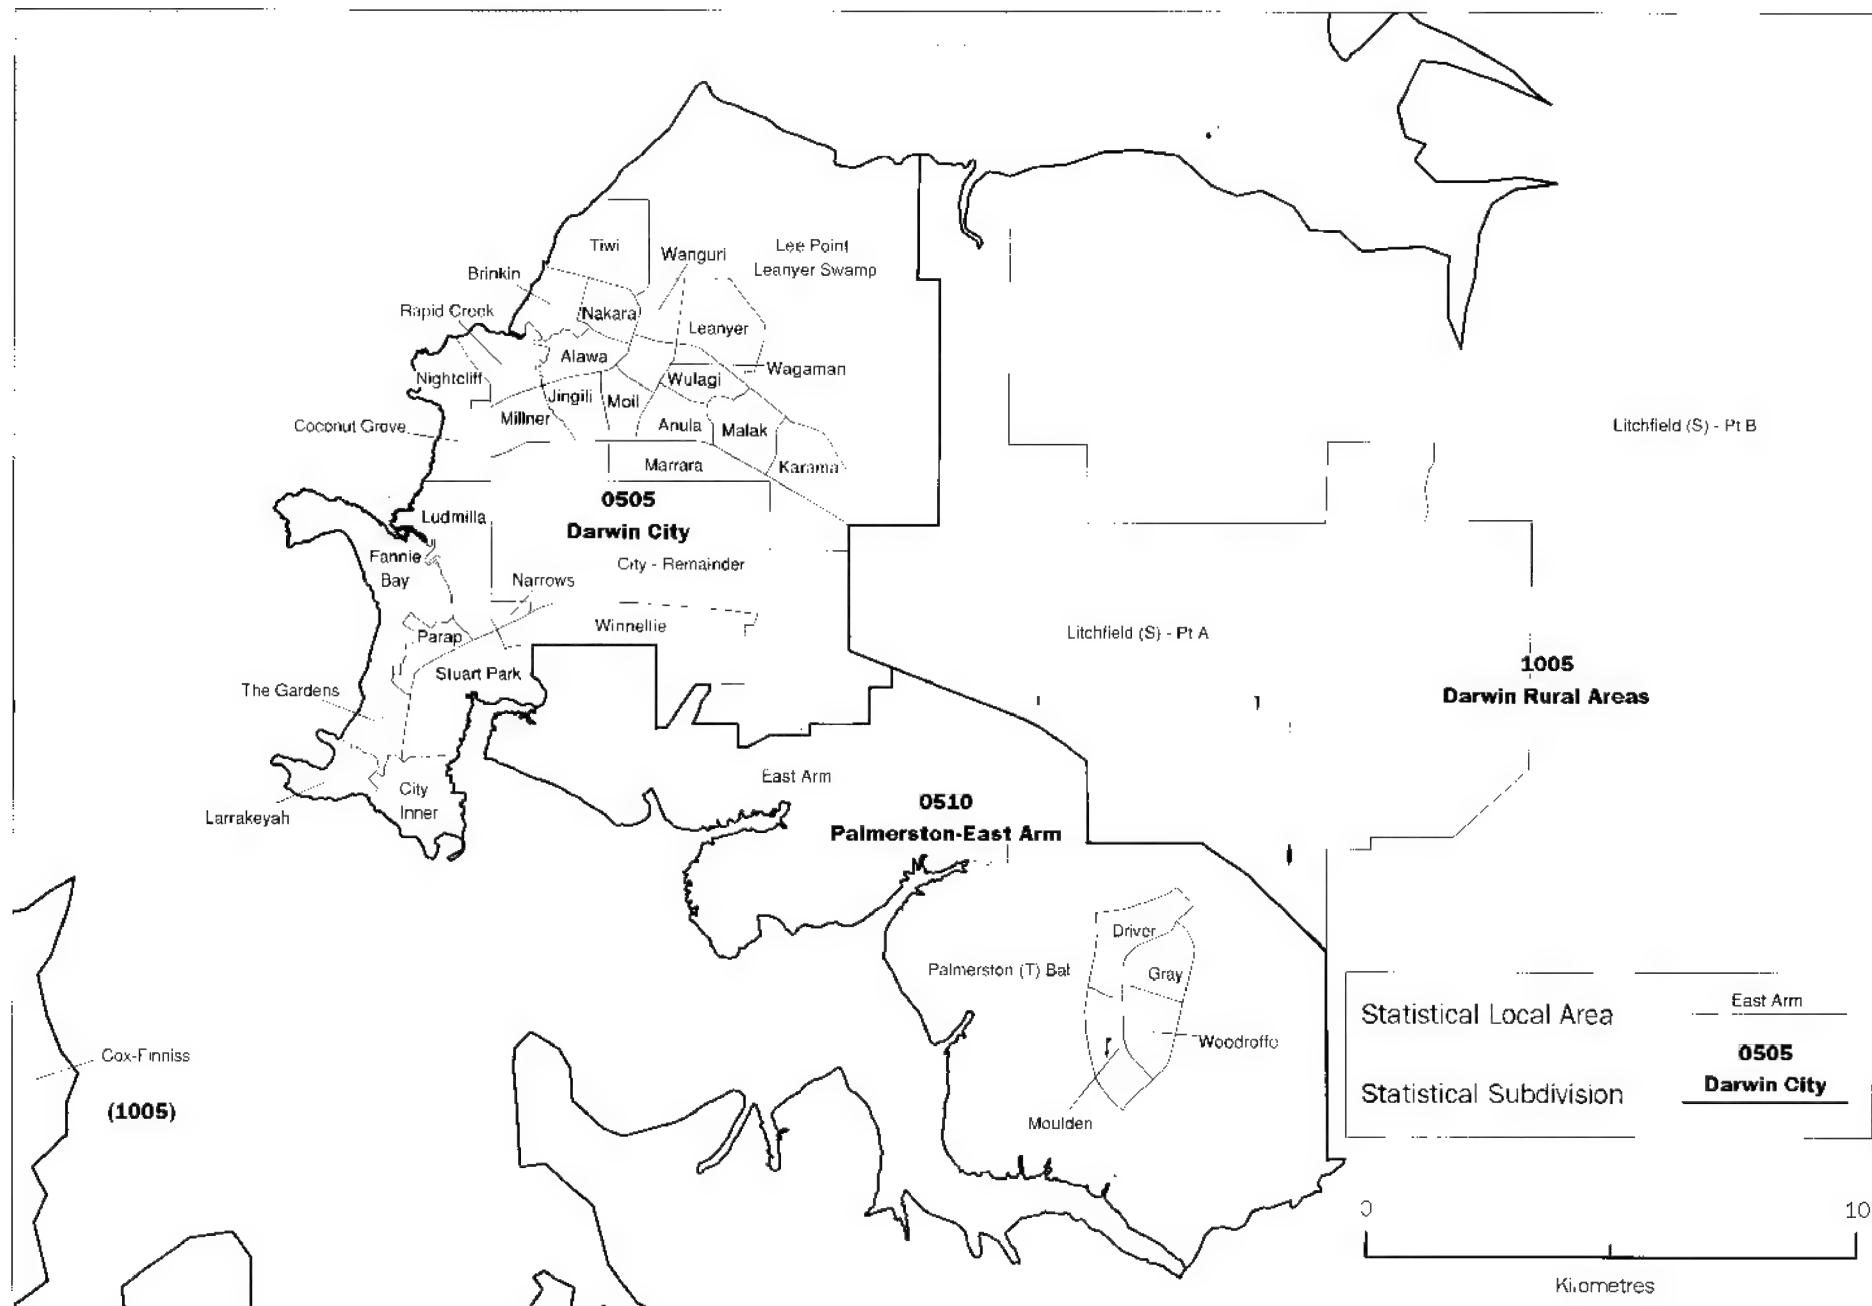 Tiwi
Wanguri
Lee Point
Leanyer Swamp
Brinkin
Rapid Creek
Nakara
Leanyer
Alawa
Wagaman
Nightcliff
Wulagi
Jingili
Moil
Millner
Coconut Grove
Anula
Malak
Litchfield (S) - Pt B
Marrara
Karama
0505
Darwin City
Ludmilla
Fannie
Bay
City - Remainder
Narrows
Parap
Winnellie
Litchfield (S) - Pt A
1005
Darwin Rural Areas
Stuart Park
The Gardens
East Arm
City
Inner
Larrakeyah
0510
Palmerston-East Arm
Driver
Palmerston (T) Bal
Gray
Woodroffe
Moulden
Cox-Finniss
(1005)
Statistical Local Area
East Arm
0505
Darwin City
Statistical Subdivision
0 10
Kilometres